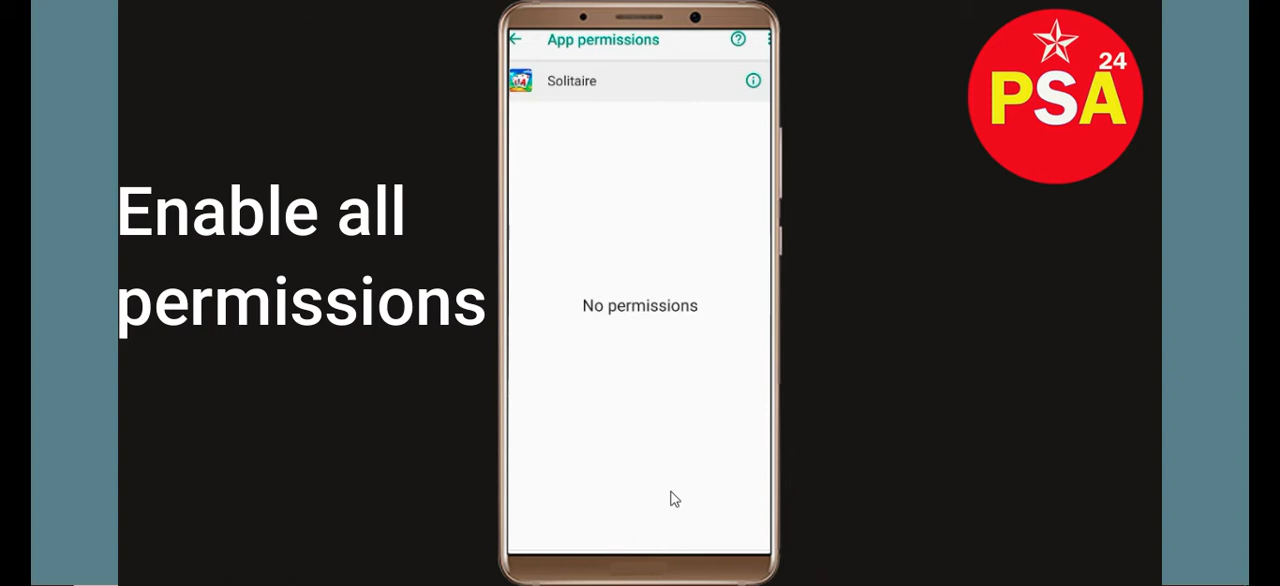 App permissions
Solitaire
Enable all
permissions
No permissions
24
PSA